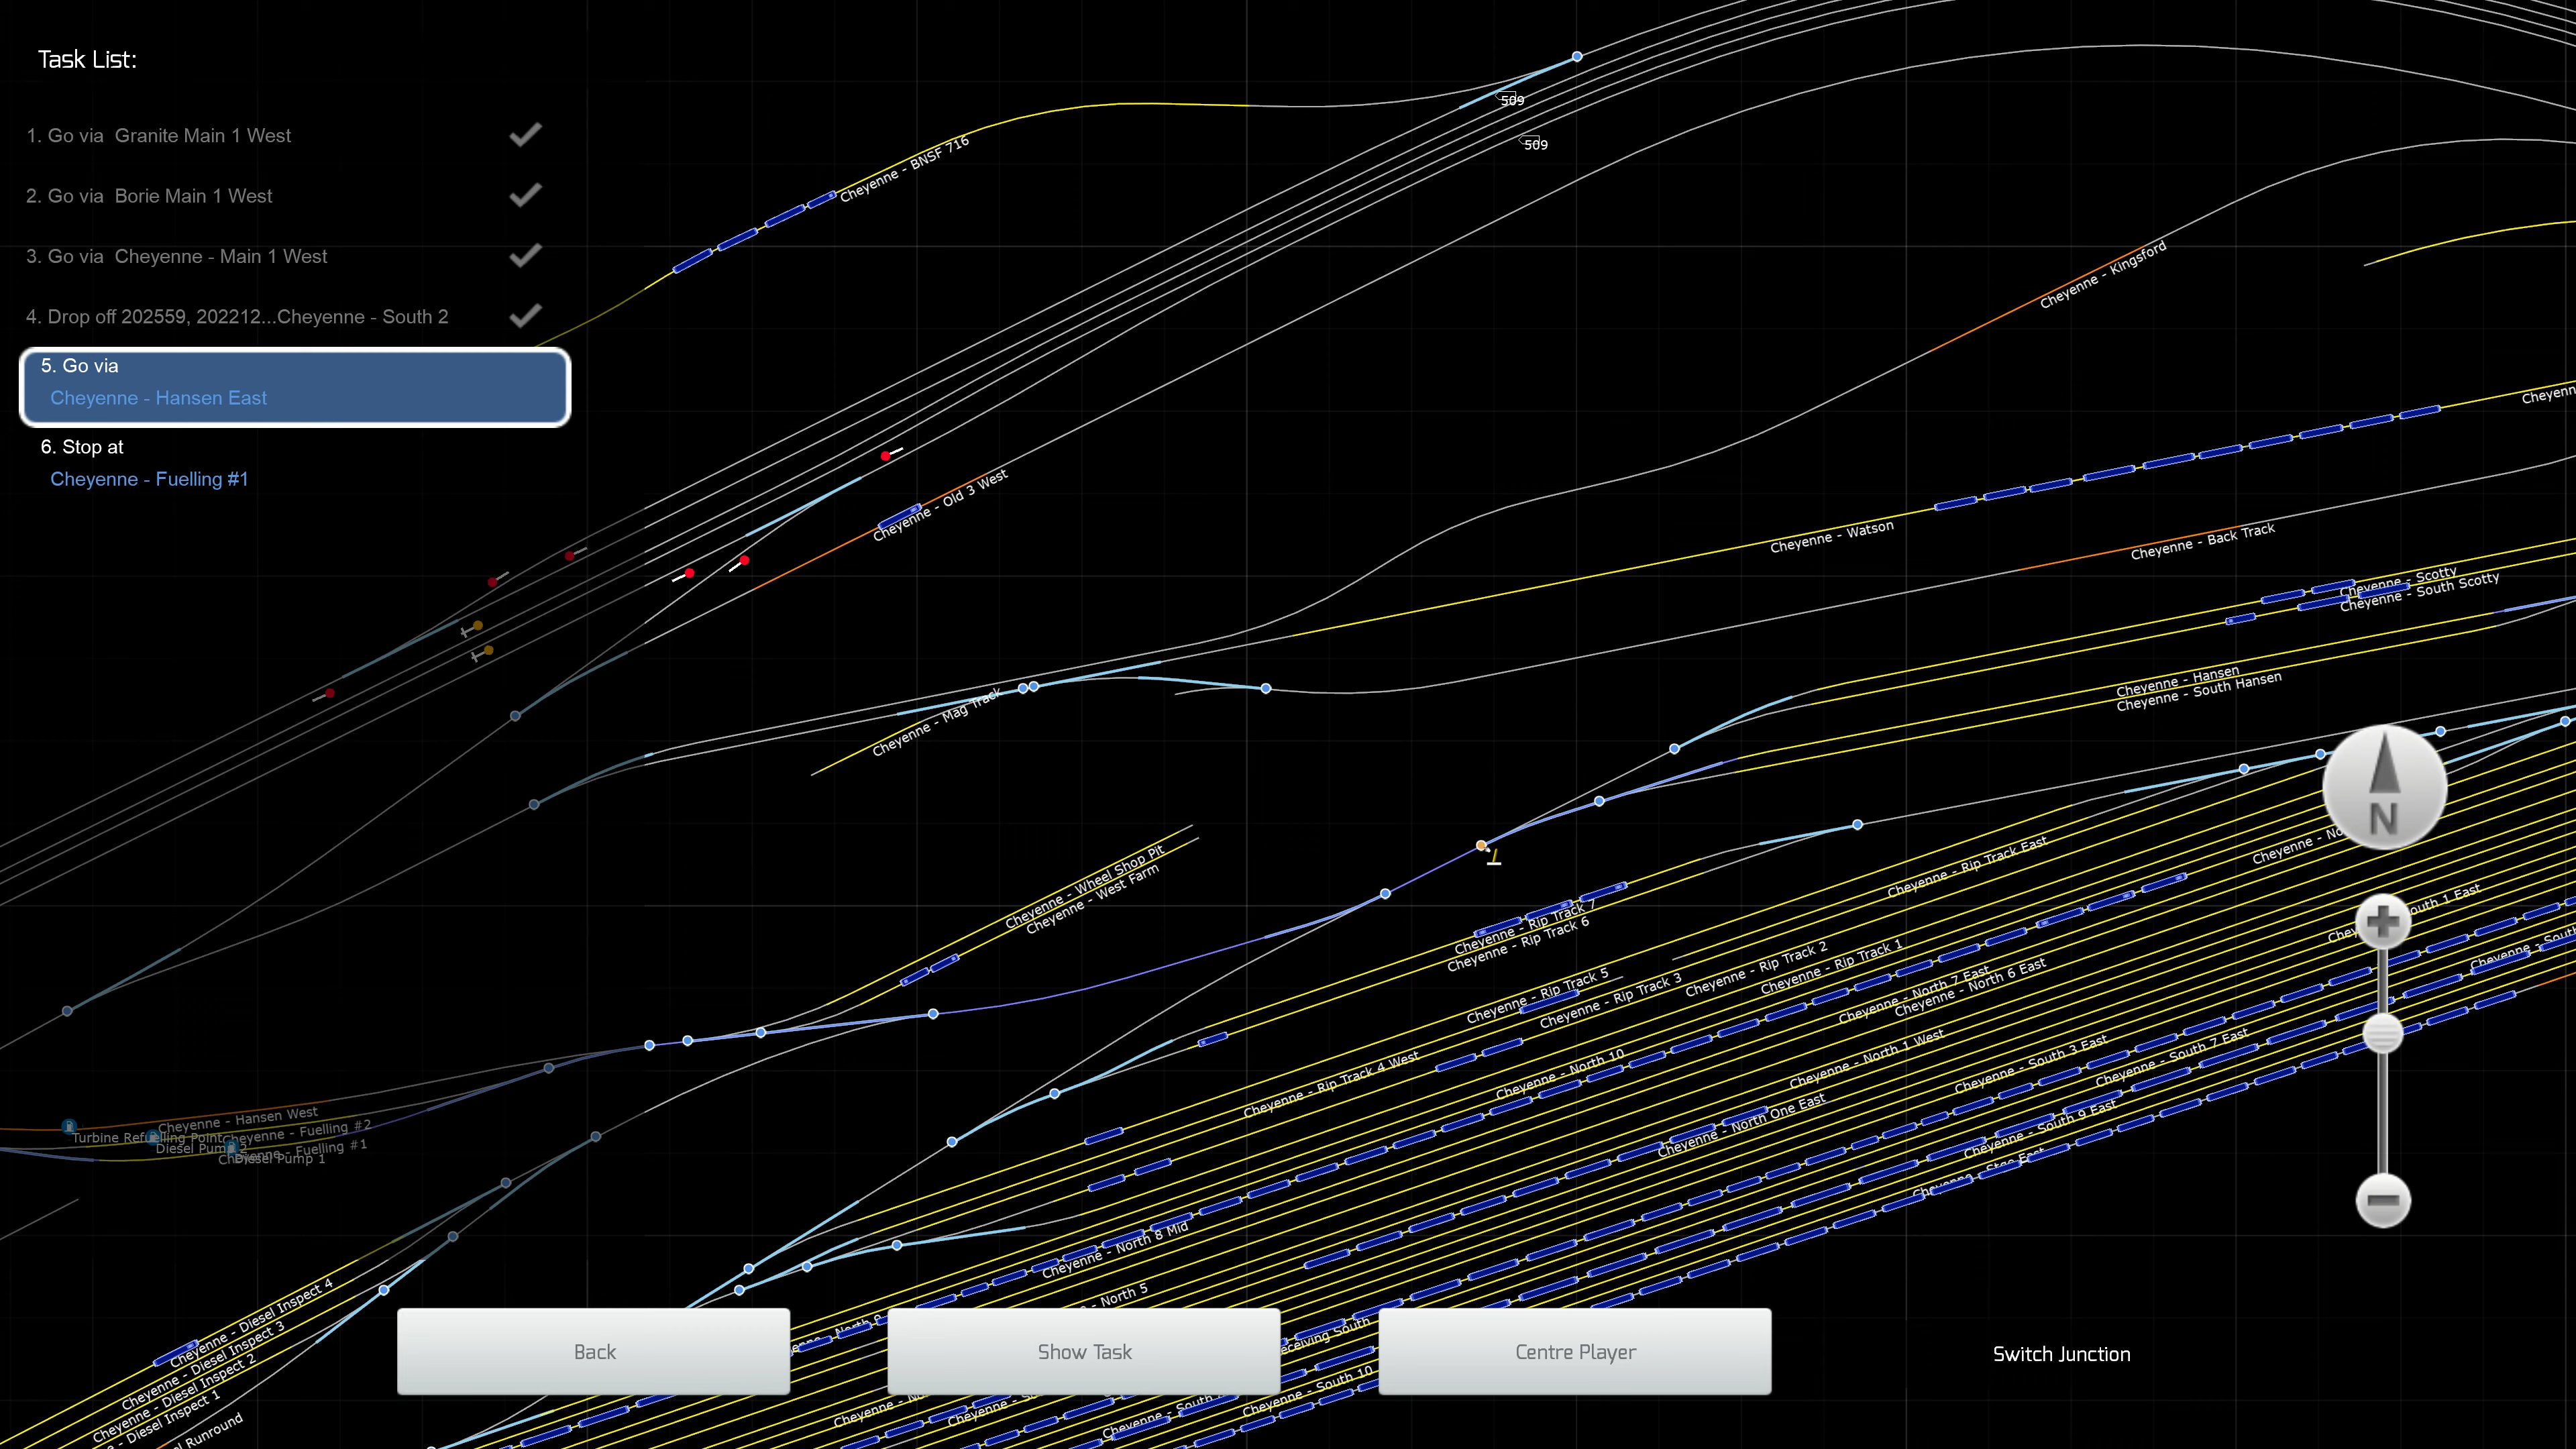 Task List:
1. Go via  Granite Main 1 West
2. Go via  Borie Main 1 West
3. Go via  Cheyenne - Main 1 West
4. Drop off 202559, 202212...Cheyenne - South 2
5. Go via
Cheyenne - Hansen East
6. Stop at
Cheyenne - Fuelling #1
509
509
Cheyenne - BNSF 716
Cheyenne - Kingsford
Cheyenne - Old 3 West
Cheyenne - Watson
Cheyenne - Back Track
Cheyenne - Scotty
Cheyenne - South Scotty
Cheyenne - Hansen
Cheyenne - South Hansen
Cheyenne - Mag Track
N
Cheyenne - Wheel Shop Pit
Cheyenne - West Farm
Cheyenne - Rip Track East
Cheyenne - Rip Track 7
Cheyenne - Rip Track 6
Cheyenne - Rip Track 5
Cheyenne - Rip Track 3
Cheyenne - Rip Track 2
Cheyenne - Rip Track 1
Cheyenne - North 7 East
Cheyenne - North 6 East
Cheyenne - Rip Track 4 West
Cheyenne - North 10
Cheyenne - North 1 West
Cheyenne - North One East
Cheyenne - South 3 East
Cheyenne - South 7 East
Cheyenne - South 9 East
Cheyenne - Hansen West
Turbine Refuelling Point
Cheyenne - Fuelling #2
Diesel Pump 2
Cheyenne - Fuelling #1
Diesel Pump 1
Cheyenne - North 8 Mid
Cheyenne - Diesel Inspect 4
Cheyenne - Diesel Inspect 3
Cheyenne - Diesel Inspect 2
- Diesel Inspect 1
Runround
- North 5
Cheyenne - South 10
Back
Show Task
Centre Player
Switch Junction